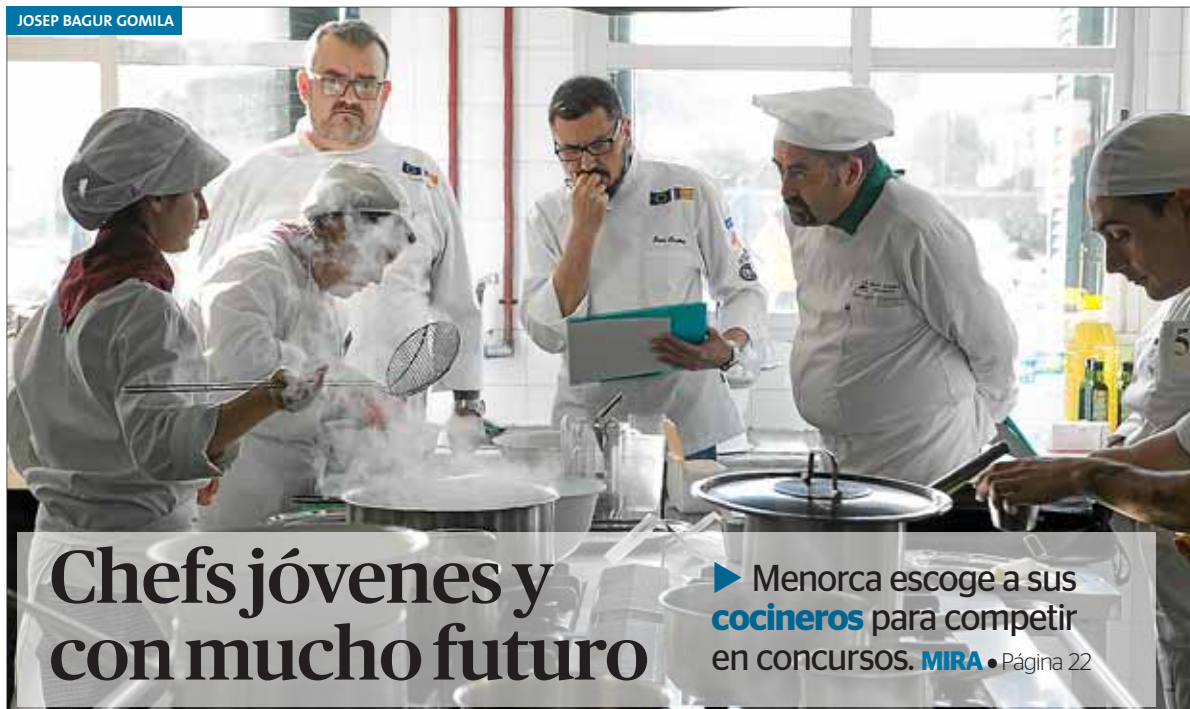 JOSEP BAGUR GOMILA
5
Chefs jóvenes y
con mucho futuro
▶ Menorca escoge a sus
cocineros para competir
en concursos. MIRA • Página 22